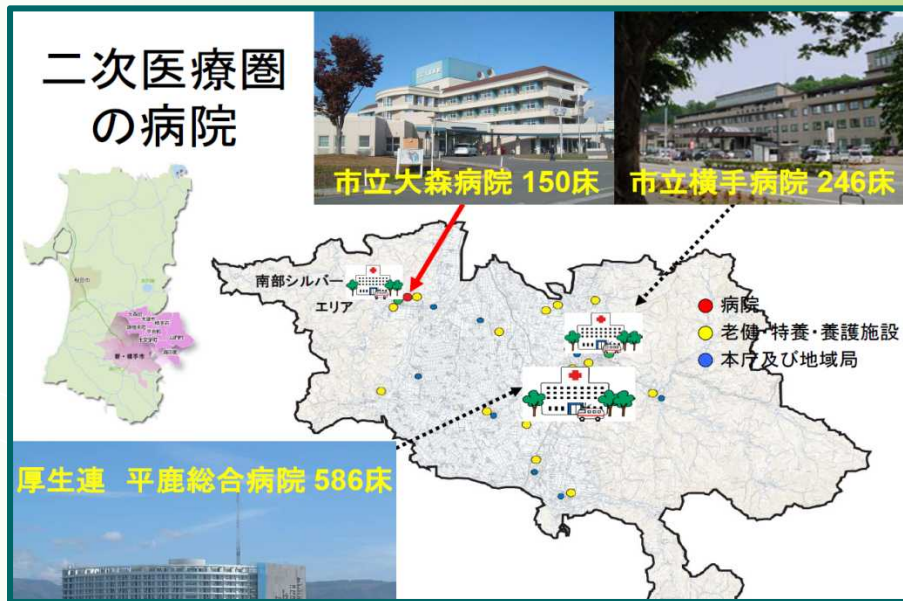 二次医療圏
の病院
市立大森病院 150床
市立横手病院 246床
南部シルバー
エリア
病院
老健・特養・養護施設
本庁及び地域局
厚生連 平鹿総合病院 586床